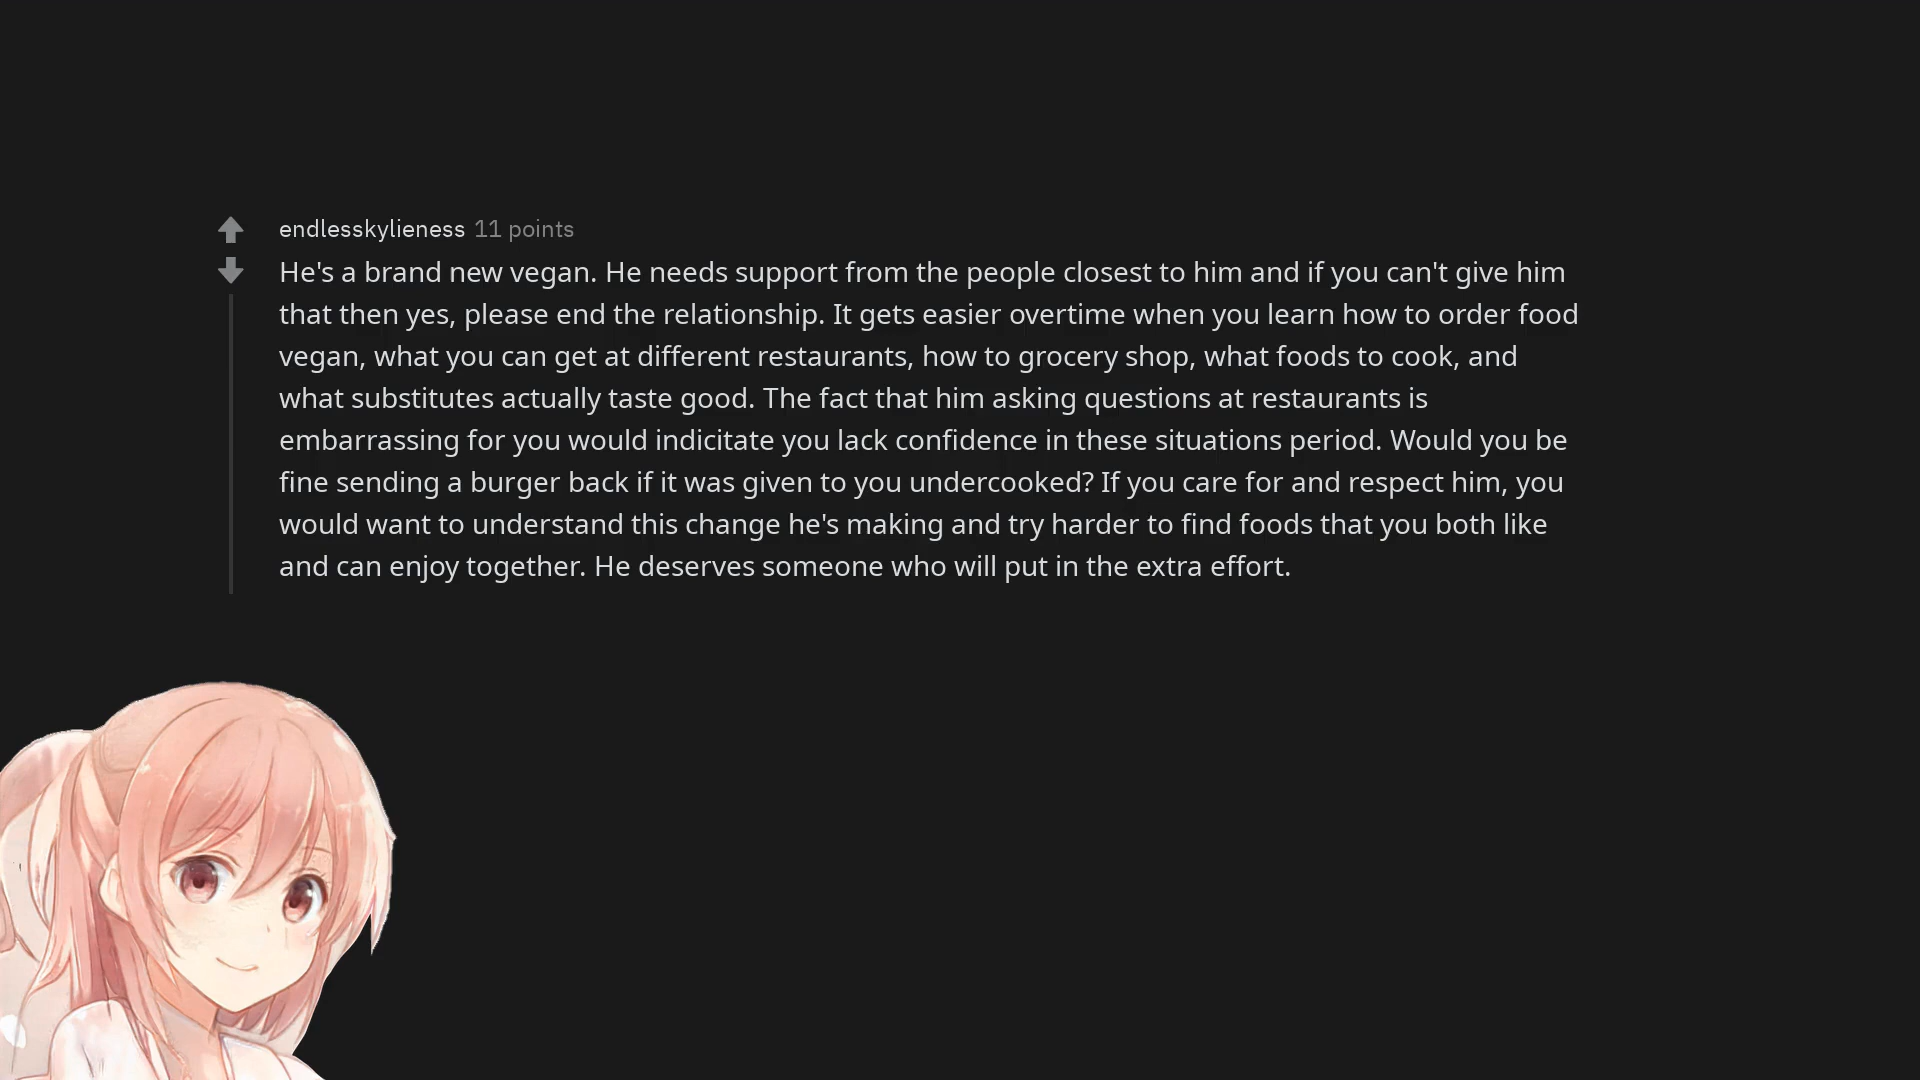 endlesskylieness 11 points
He's a brand new vegan. He needs support from the people closest to him and if you can't give him
that then yes, please end the relationship. It gets easier overtime when you learn how to order food
vegan, what you can get at different restaurants, how to grocery shop, what foods to cook, and
what substitutes actually taste good. The fact that him asking questions at restaurants is
embarrassing for you would indicitate you lack confidence in these situations period. Would you be
fine sending a burger back if it was given to you undercooked? If you care for and respect him, you
would want to understand this change he's making and try harder to find foods that you both like
and can enjoy together. He deserves someone who will put in the extra effort.